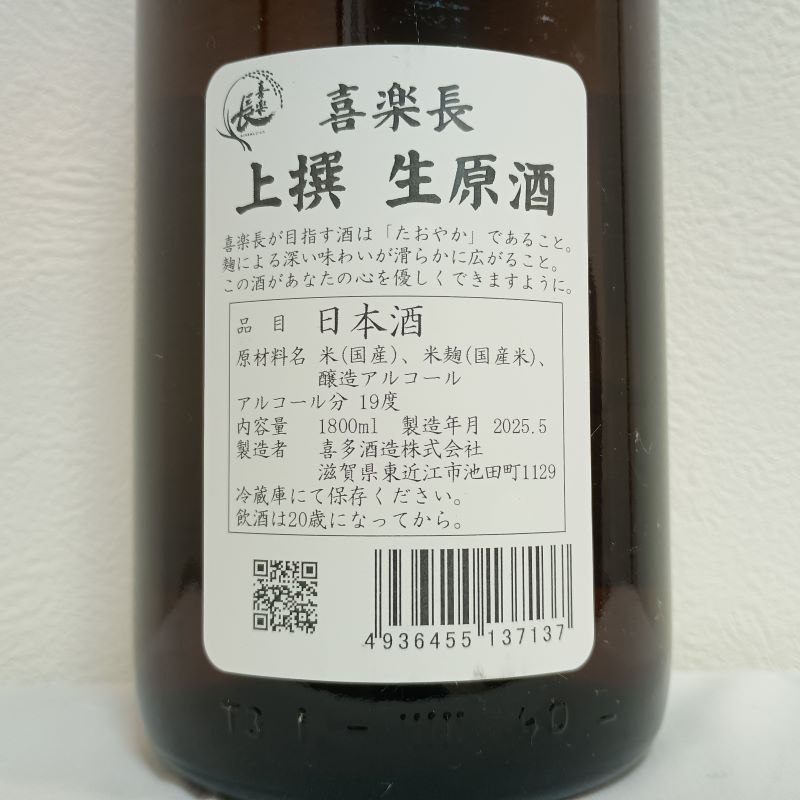 喜楽長
喜楽長
上撰 生原酒
喜楽長が目指す酒は「たおやか」であること。
麹による深い味わいが滑らかに広がること。
この酒があなたの心を優しくできますように。
品 目 日本酒
原材料名 米(国産)、米麹(国産米)、
醸造アルコール
アルコール分 19度
内容量 1800ml 製造年月 2025.5
製造者 喜多酒造株式会社
滋賀県東近江市池田町1129
冷蔵庫にて保存ください。
飲酒は20歳になってから。
4936455 137137